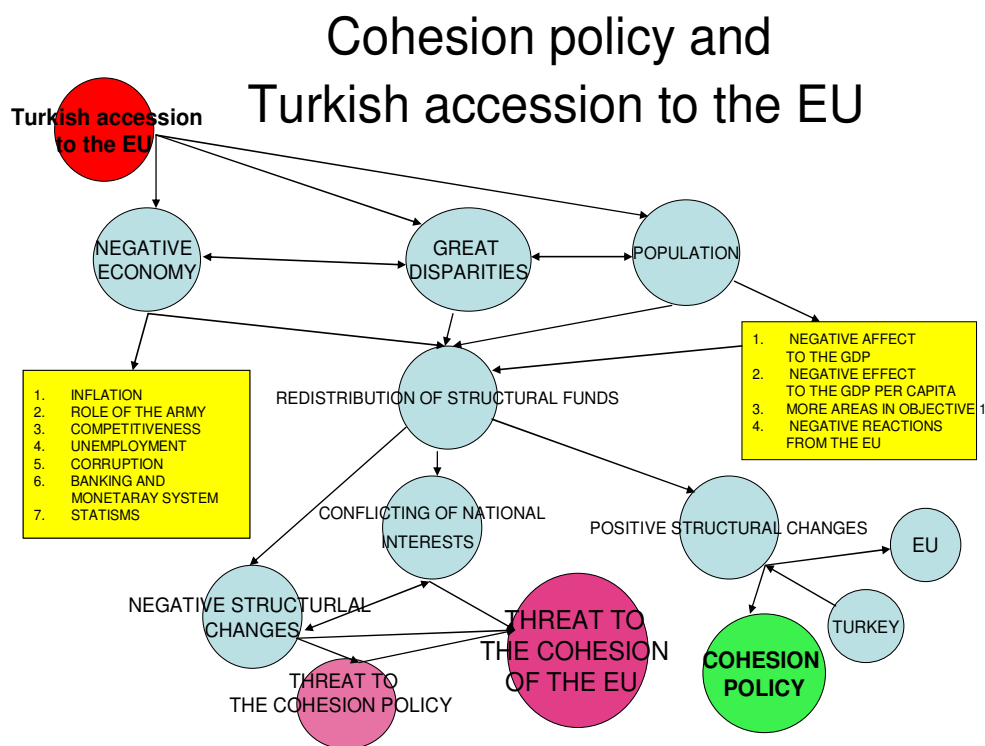 Cohesion policy and
Turkish accession to the EU
Turkish accession
to the EU
NEGATIVE
ECONOMY
GREAT
DISPARITIES
POPULATION
1. NEGATIVE AFFECT
TO THE GDP
2. NEGATIVE EFFECT
TO THE GDP PER CAPITA
3. MORE AREAS IN OBJECTIVE 1
4. NEGATIVE REACTIONS
FROM THE EU
1. INFLATION
2. ROLE OF THE ARMY
3. COMPETITIVENESS
4. UNEMPLOYMENT
5. CORRUPTION
6. BANKING AND
MONETARAY SYSTEM
7. STATISMS
REDISTRIBUTION OF STRUCTURAL FUNDS
CONFLICTING OF NATIONAL
INTERESTS
POSITIVE STRUCTURAL CHANGES
EU
NEGATIVE STRUCTURLAL
CHANGES
THREAT TO
THE COHESION
OF THE EU
TURKEY
COHESION
POLICY
THREAT TO
THE COHESION POLICY